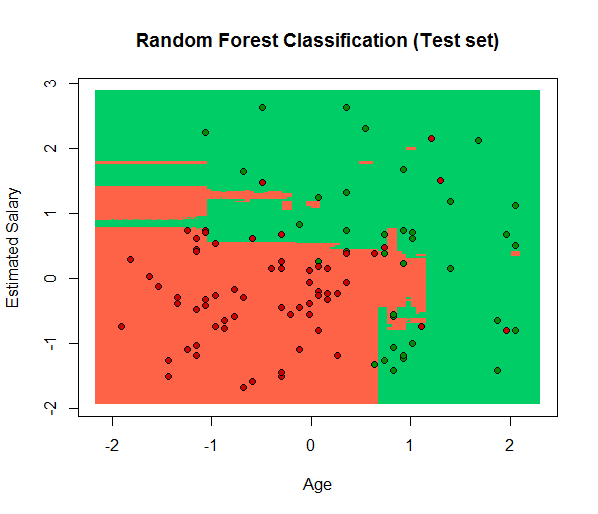 Random Forest Classification (Test set)
3
2
1
0
-1
-2
Estimated Salary
-2 -1 0 1 2
Age